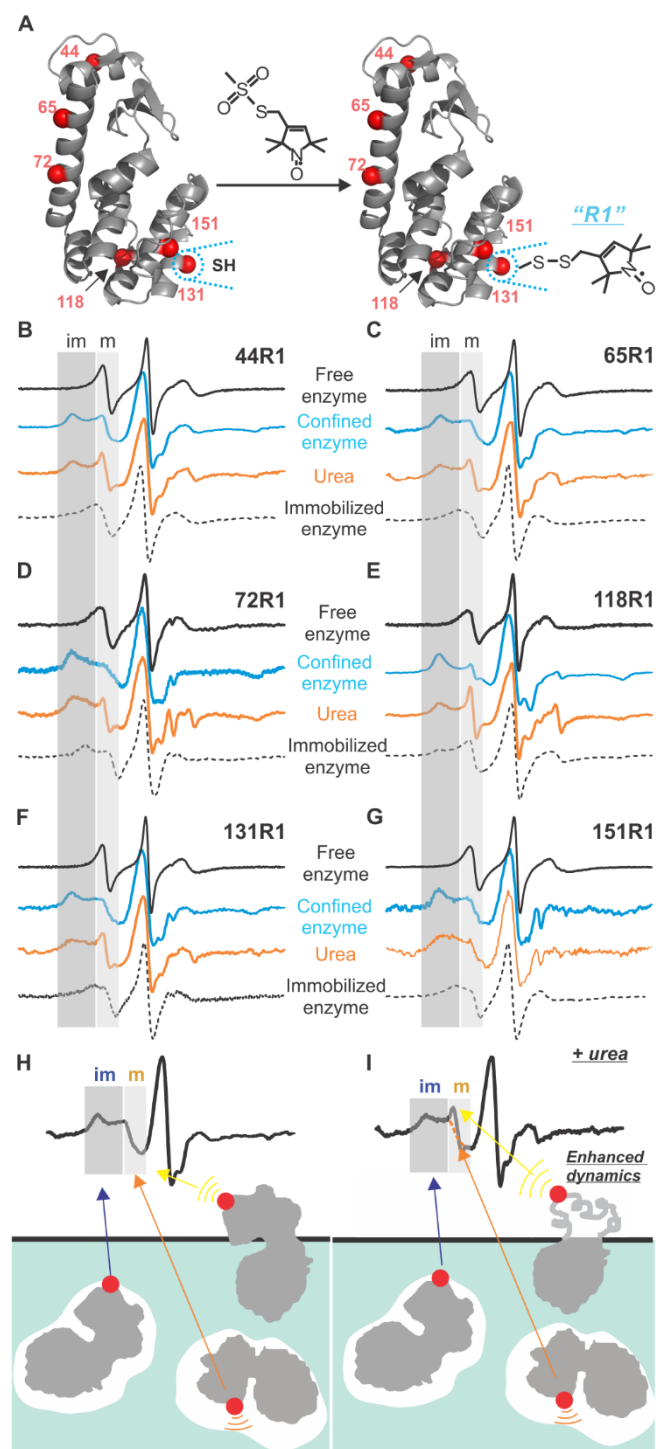 A
44
65
72
118
151
SH
131
O
S
O
S
N
O
44
65
72
118
151
131
"R1"
S–S
N
O
B
im
m
44R1
C
im
m
65R1
Free
enzyme
Confined
enzyme
Urea
Immobilized
enzyme
D
72R1
E
118R1
Free
enzyme
Confined
enzyme
Urea
Immobilized
enzyme
F
131R1
G
151R1
Free
enzyme
Confined
enzyme
Urea
Immobilized
enzyme
H
im
m
I
im
m
+ urea
Enhanced
dynamics